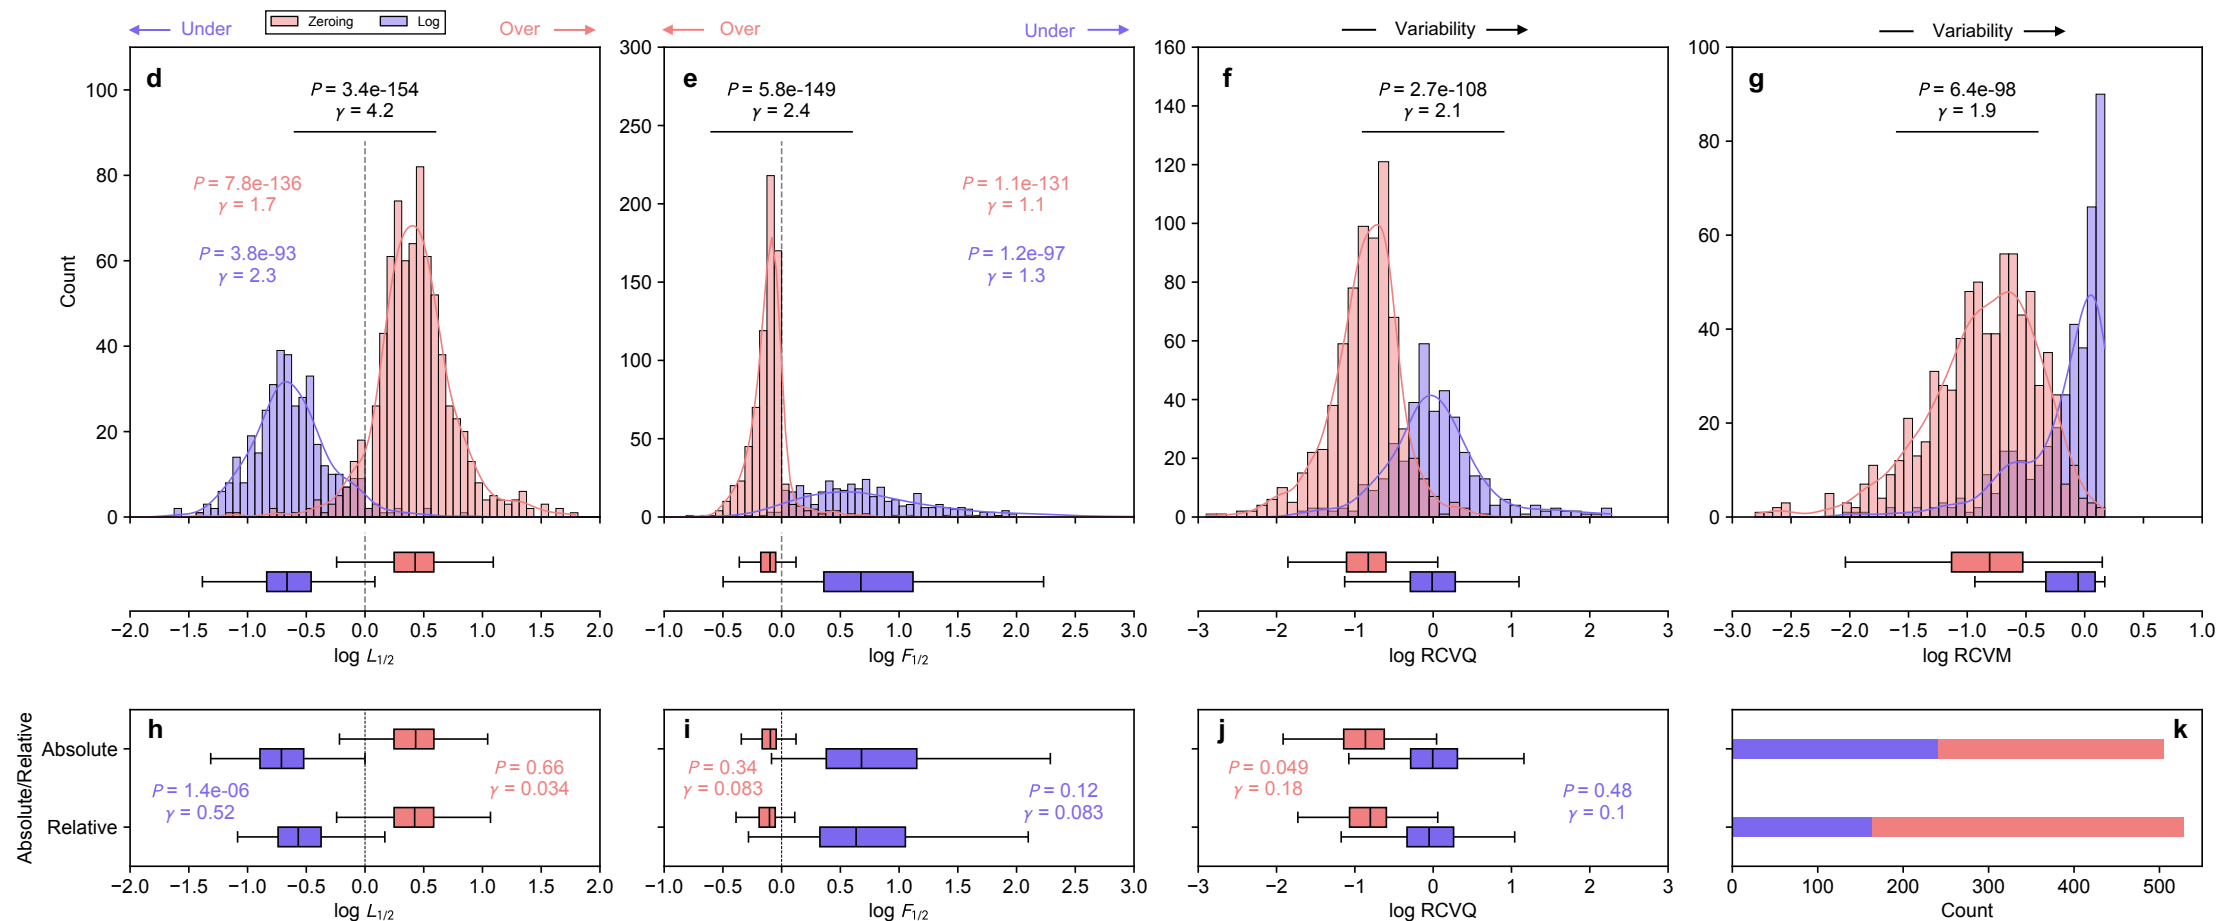 Under
Zeroing
Log
Over
Over
Under
Variability
Variability
d
P = 3.4e-154
γ = 4.2
P = 7.8e-136
γ = 1.7
P = 3.8e-93
γ = 2.3
Count
100
80
60
40
20
0
−2.0 −1.5 −1.0 −0.5 0.0 0.5 1.0 1.5 2.0
log L1/2
e
P = 5.8e-149
γ = 2.4
P = 1.1e-131
γ = 1.1
P = 1.2e-97
γ = 1.3
300
250
200
150
100
50
0
−1.0 −0.5 0.0 0.5 1.0 1.5 2.0 2.5 3.0
log F1/2
f
P = 2.7e-108
γ = 2.1
160
140
120
100
80
60
40
20
0
−3 −2 −1 0 1 2 3
log RCVQ
g
P = 6.4e-98
γ = 1.9
100
80
60
40
20
0
−3.0 −2.5 −2.0 −1.5 −1.0 −0.5 0.0 0.5 1.0
log RCVM
Absolute/Relative
Absolute
Relative
h
P = 1.4e-06
γ = 0.52
P = 0.66
γ = 0.034
−2.0 −1.5 −1.0 −0.5 0.0 0.5 1.0 1.5 2.0
log L1/2
i
P = 0.34
γ = 0.083
P = 0.12
γ = 0.083
−1.0 −0.5 0.0 0.5 1.0 1.5 2.0 2.5 3.0
log F1/2
j
P = 0.049
γ = 0.18
P = 0.48
γ = 0.1
−3 −2 −1 0 1 2 3
log RCVQ
k
0 100 200 300 400 500
Count